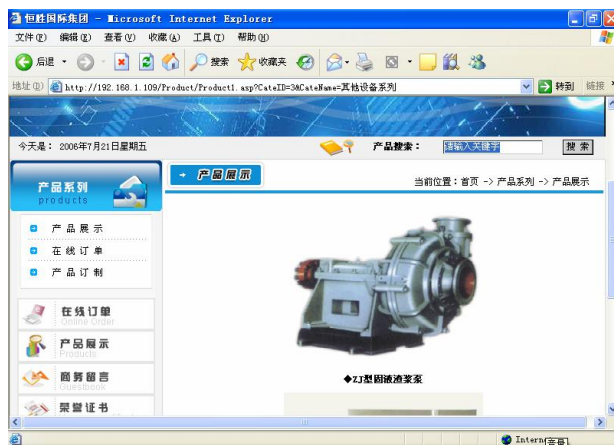 恒胜国际集团 - Microsoft Internet Explorer
文件(F) 编辑(E) 查看(V) 收藏(A) 工具(T) 帮助(H)
后退 搜索 收藏夹
地址(D) http://192.168.1.109/Product/Product1.asp?CateID=3&CateName=其他设备系列 转到 链接 »
今天是： 2006年7月21日星期五 产品搜索： 请输入关键字 搜 索
产品系列
products
产品展示
当前位置：首页 -> 产品系列 -> 产品展示
产 品 展 示
在 线 订 单
产 品 订 制
在线订单
Online Order
产品展示
Products
商务留言
Guestbook
荣誉证书
◆ZJ型固液渣浆泵
Intern